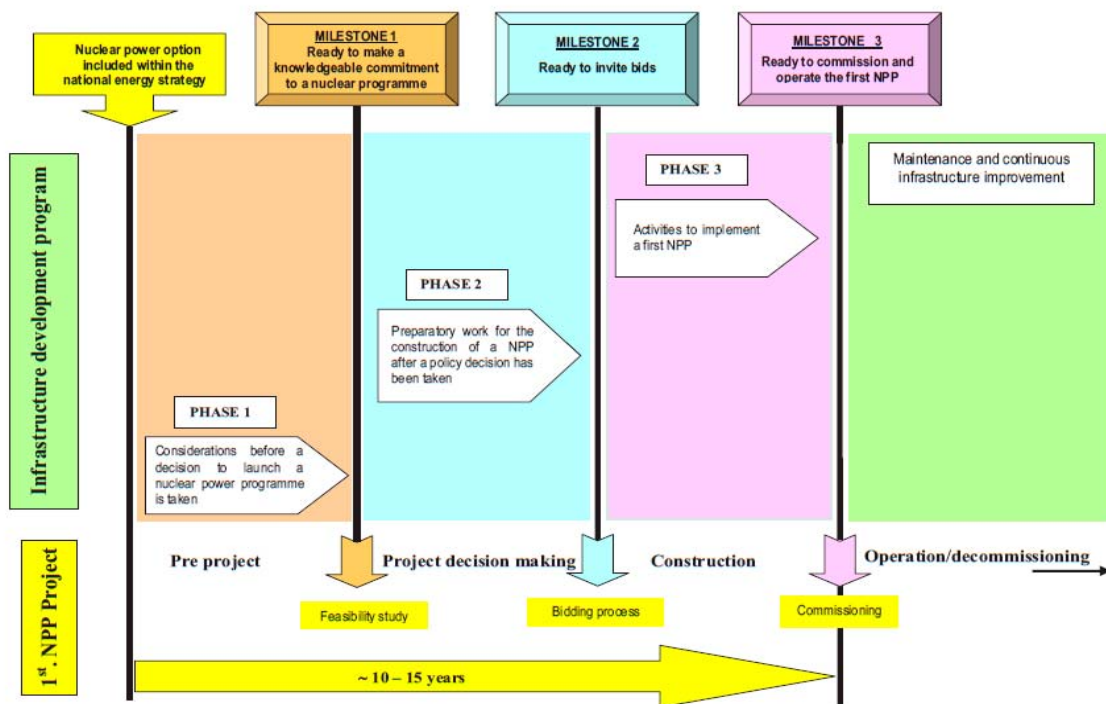 Nuclear power option
included within the
national energy strategy
MILESTONE 1
Ready to make a
knowledgeable commitment
to a nuclear programme
MILESTONE 2
Ready to invite bids
MILESTONE 3
Ready to commission and
operate the first NPP
Infrastructure development program
PHASE 1
Considerations before a
decision to launch a
nuclear power programme
is taken
PHASE 2
Preparatory work for the
construction of a NPP
after a policy decision has
been taken
PHASE 3
Activities to implement
a first NPP
Maintenance and continuous
infrastructure improvement
1st. NPP Project
Pre project
Project decision making
Construction
Operation/decommissioning
Feasibility study
Bidding process
Commissioning
~ 10 – 15 years